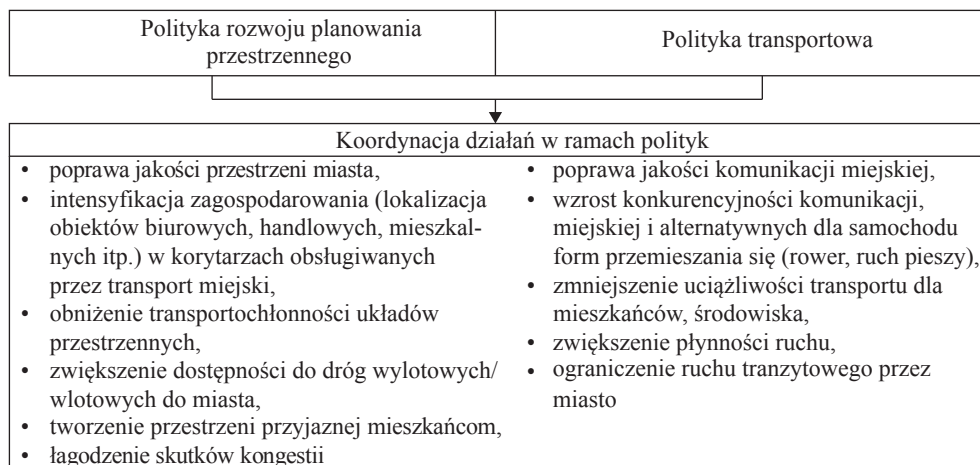 Polityka rozwoju planowania
przestrzennego
Polityka transportowa
Koordynacja działań w ramach polityk
• poprawa jakości przestrzeni miasta,
• intensyfikacja zagospodarowania (lokalizacja
obiektów biurowych, handlowych, mieszkal-
nych itp.) w korytarzach obsługiwanych
przez transport miejski,
• obniżenie transportochłonności układów
przestrzennych,
• zwiększenie dostępności do dróg wylotowych/
wlotowych do miasta,
• tworzenie przestrzeni przyjaznej mieszkańcom,
• łagodzenie skutków kongestii
• poprawa jakości komunikacji miejskiej,
• wzrost konkurencyjności komunikacji,
miejskiej i alternatywnych dla samochodu
form przemieszania się (rower, ruch pieszy),
• zmniejszenie uciążliwości transportu dla
mieszkańców, środowiska,
• zwiększenie płynności ruchu,
• ograniczenie ruchu tranzytowego przez
miasto